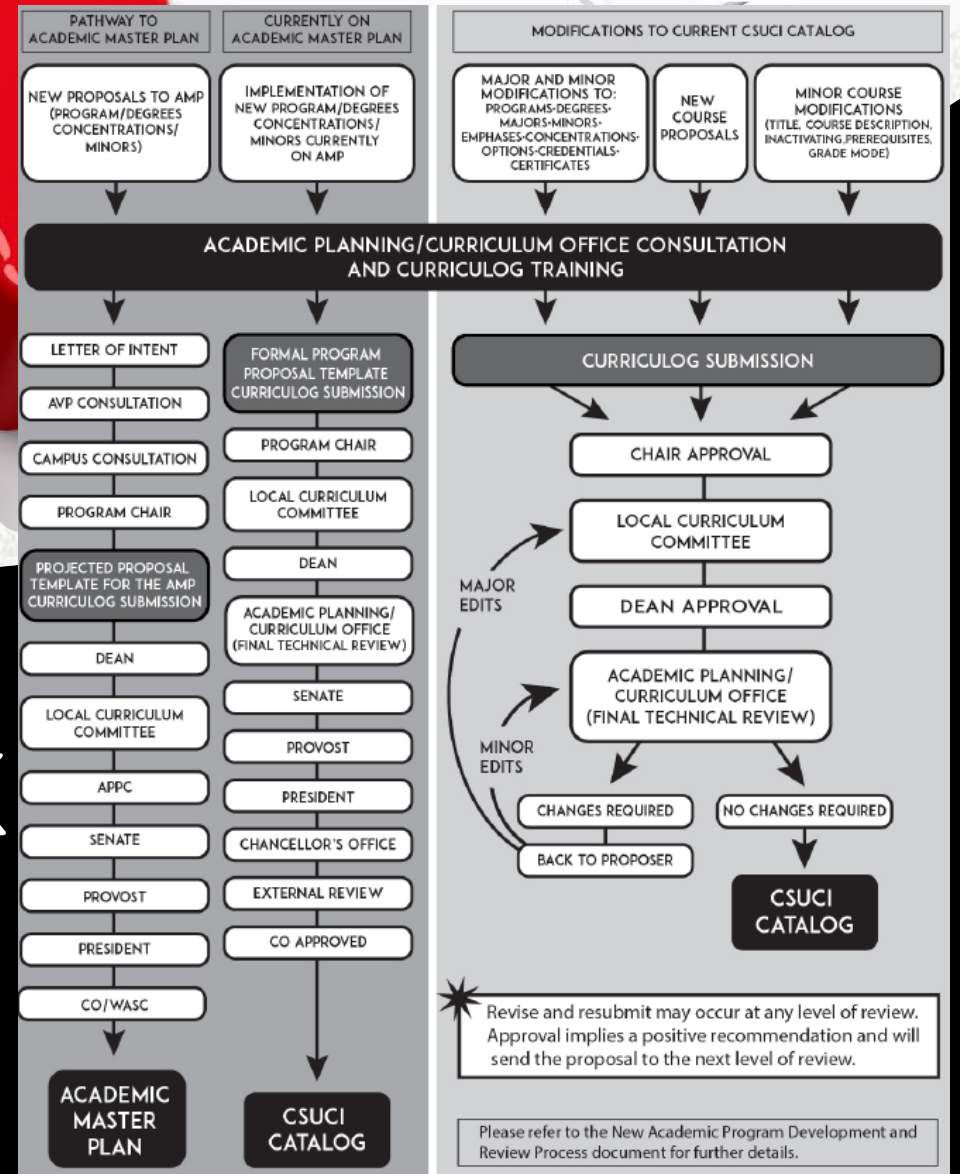 PATHWAY TO
ACADEMIC MASTER PLAN
CURRENTLY ON
ACADEMIC MASTER PLAN
MODIFICATIONS TO CURRENT CSUCI CATALOG
NEW PROPOSALS TO AMP
(PROGRAM/DEGREES
CONCENTRATIONS/
MINORS)
IMPLEMENTATION OF
NEW PROGRAM/DEGREES
CONCENTRATIONS/
MINORS CURRENTLY
ON AMP
MAJOR AND MINOR
MODIFICATIONS TO:
PROGRAMS•DEGREES•
MAJORS•MINORS•
EMPHASES•CONCENTRATIONS•
OPTIONS•CREDENTIALS•
CERTIFICATES
NEW
COURSE
PROPOSALS
MINOR COURSE
MODIFICATIONS
(TITLE, COURSE DESCRIPTION,
INACTIVATING,PREREQUISITES,
GRADE MODE)
ACADEMIC PLANNING/CURRICULUM OFFICE CONSULTATION
AND CURRICULOG TRAINING
LETTER OF INTENT
AVP CONSULTATION
CAMPUS CONSULTATION
PROGRAM CHAIR
PROJECTED PROPOSAL
TEMPLATE FOR THE AMP
CURRICULOG SUBMISSION
DEAN
LOCAL CURRICULUM
COMMITTEE
APPC
SENATE
PROVOST
PRESIDENT
CO/WASC
ACADEMIC
MASTER
PLAN
FORMAL PROGRAM
PROPOSAL TEMPLATE
CURRICULOG SUBMISSION
PROGRAM CHAIR
LOCAL CURRICULUM
COMMITTEE
DEAN
ACADEMIC PLANNING/
CURRICULUM OFFICE
(FINAL TECHNICAL REVIEW)
SENATE
PROVOST
PRESIDENT
CHANCELLOR'S OFFICE
EXTERNAL REVIEW
CO APPROVED
CSUCI
CATALOG
CURRICULOG SUBMISSION
CHAIR APPROVAL
LOCAL CURRICULUM
COMMITTEE
MAJOR
EDITS
DEAN APPROVAL
ACADEMIC PLANNING/
CURRICULUM OFFICE
(FINAL TECHNICAL REVIEW)
MINOR
EDITS
CHANGES REQUIRED
NO CHANGES REQUIRED
BACK TO PROPOSER
CSUCI
CATALOG
Revise and resubmit may occur at any level of review.
Approval implies a positive recommendation and will
send the proposal to the next level of review.
Please refer to the New Academic Program Development and
Review Process document for further details.